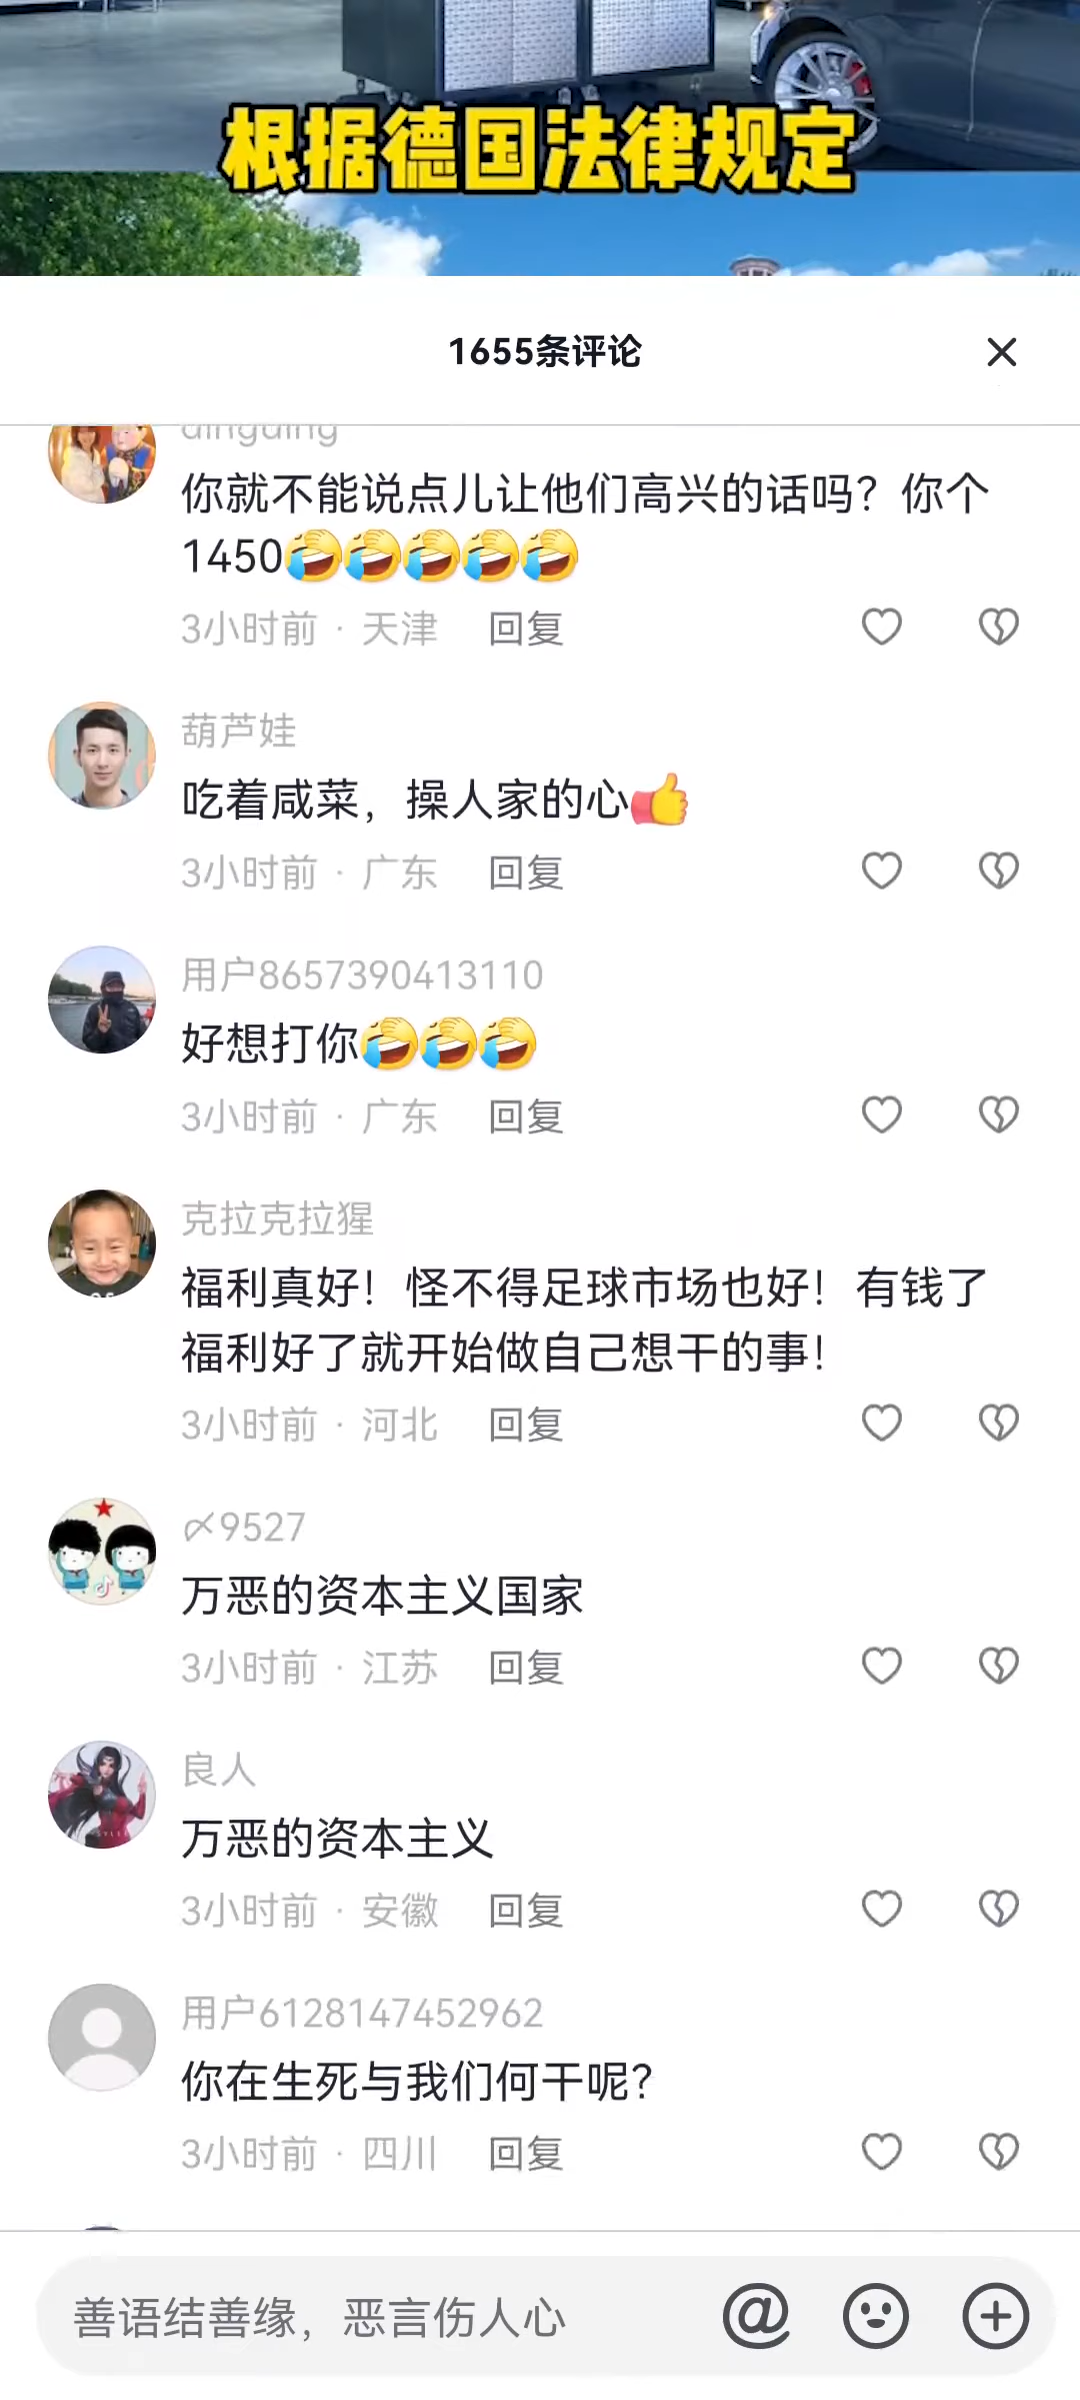 根据德国法律规定
1655条评论
dingding
你就不能说点儿让他们高兴的话吗？你个
1450🤣🤣🤣🤣🤣
3小时前 · 天津 回复
葫芦娃
吃着咸菜，操人家的心👍
3小时前 · 广东 回复
用户8657390413110
好想打你🤣🤣🤣
3小时前 · 广东 回复
克拉克拉猩
福利真好！怪不得足球市场也好！有钱了
福利好了就开始做自己想干的事！
3小时前 · 河北 回复
〆9527
万恶的资本主义国家
3小时前 · 江苏 回复
良人
万恶的资本主义
3小时前 · 安徽 回复
用户6128147452962
你在生死与我们何干呢？
3小时前 · 四川 回复
善语结善缘，恶言伤人心